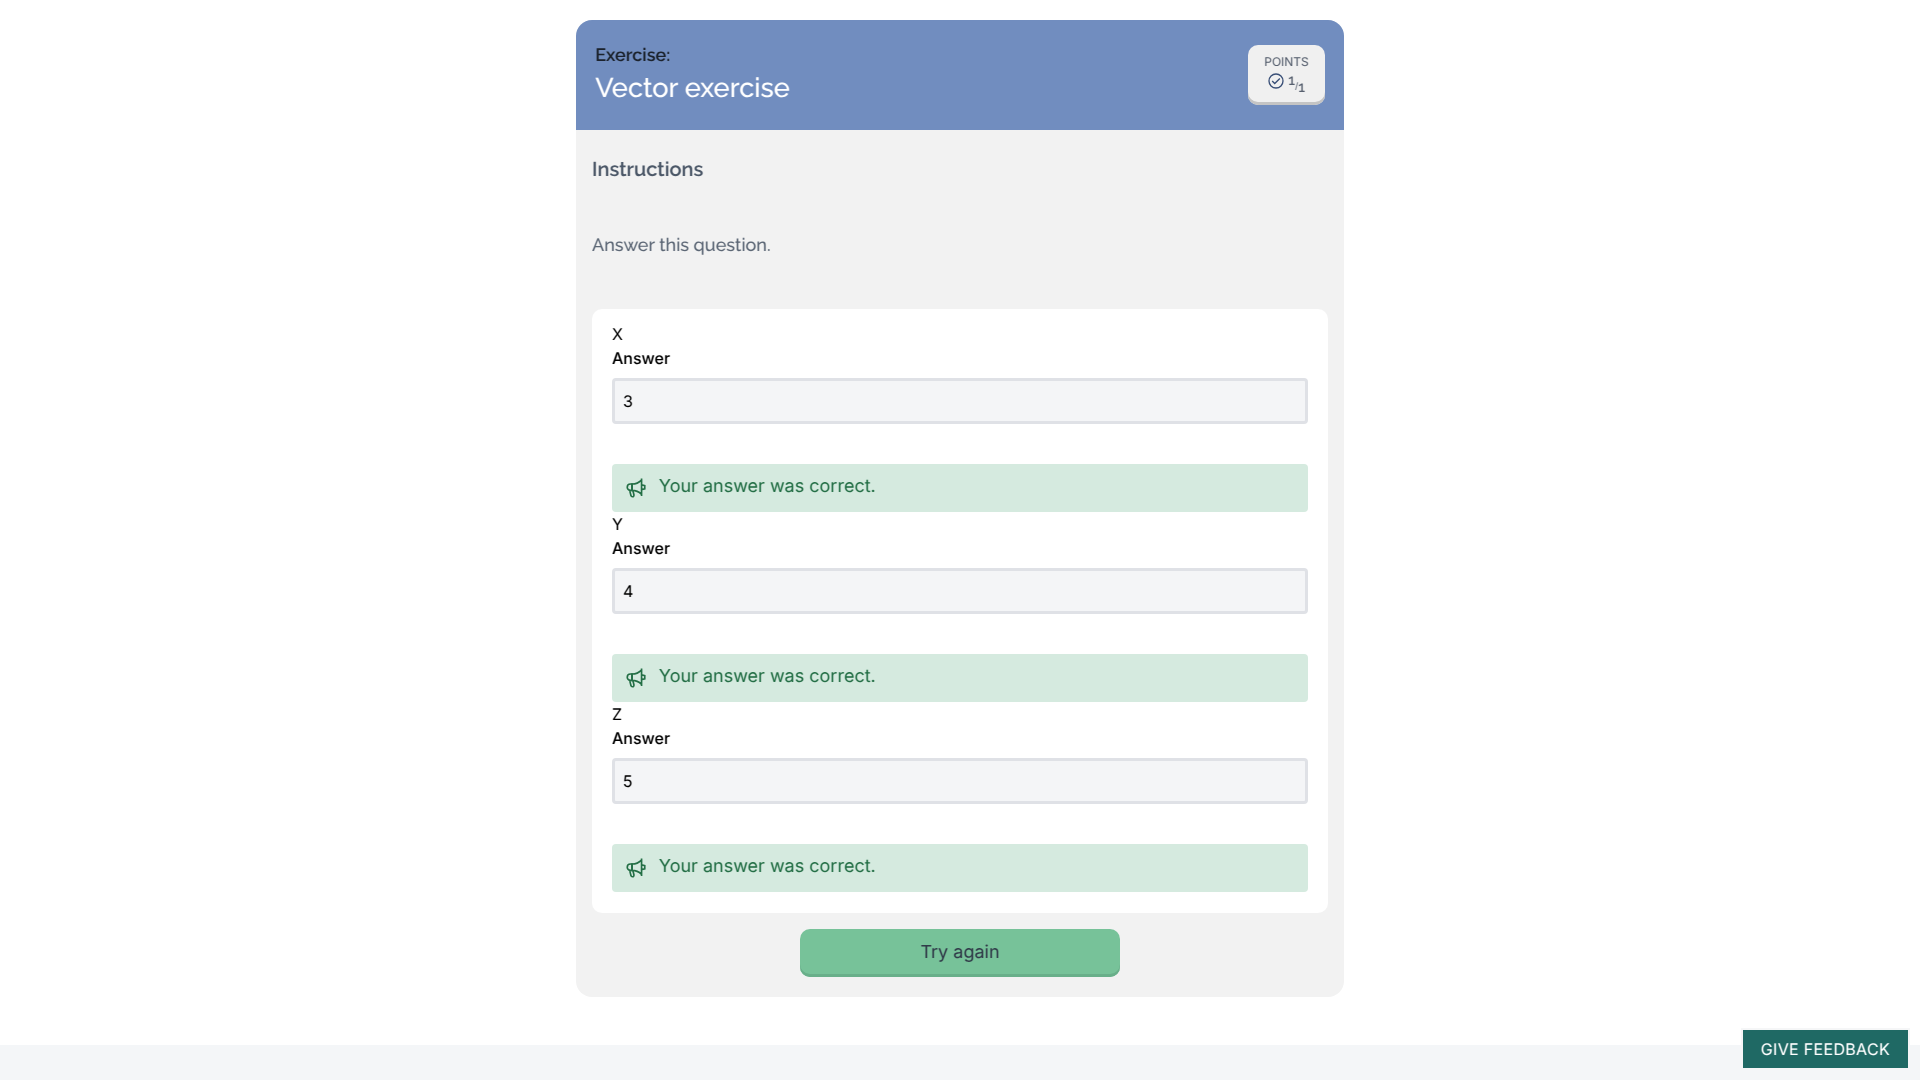 Exercise:
Vector exercise
POINTS
1/1
Instructions
Answer this question.
X
Answer
3
Your answer was correct.
Y
Answer
4
Your answer was correct.
Z
Answer
5
Your answer was correct.
Try again
GIVE FEEDBACK